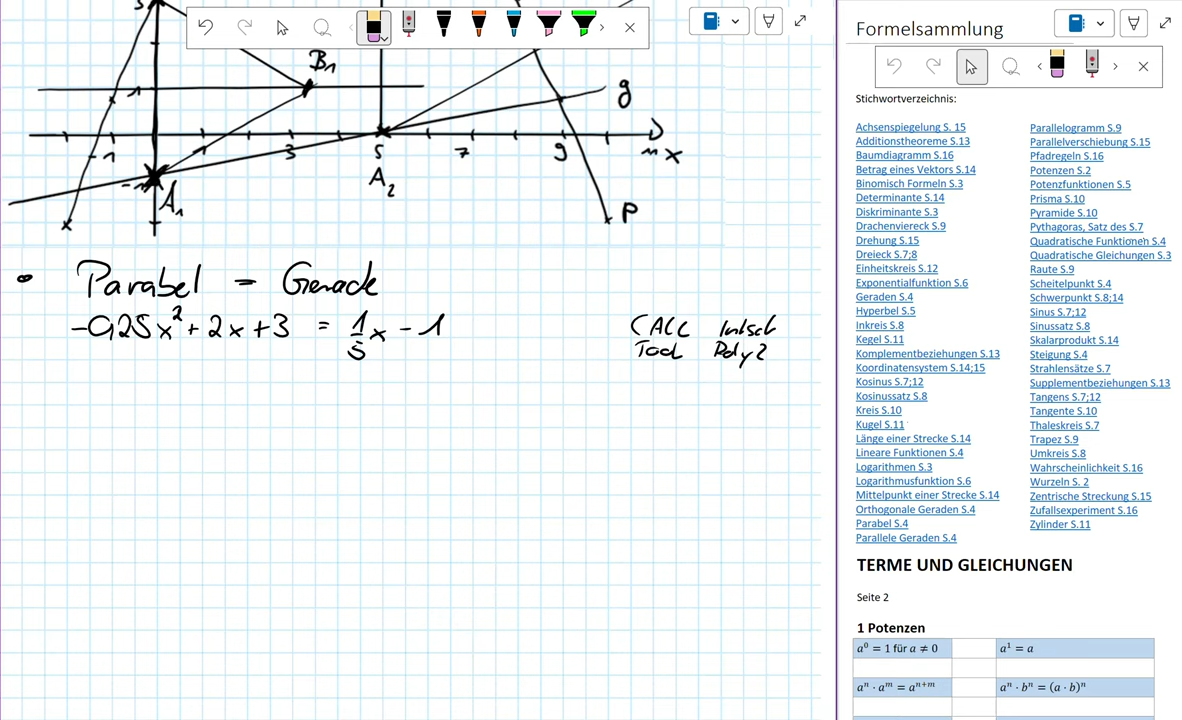 B₁
g
1
-1
1
3
5
7
9
x
A₂
A₁
P
Parabel = Gerade
-0,25x² + 2x + 3 = 1/5 x - 1
CALC Intsct
Tool Poly2
Formelsammlung
Stichwortverzeichnis:
Achsenspiegelung S. 15
Additionstheoreme S.13
Baumdiagramm S.16
Betrag eines Vektors S.14
Binomisch Formeln S.3
Determinante S.14
Diskriminante S.3
Drachenviereck S.9
Drehung S.15
Dreieck S.7;8
Einheitskreis S.12
Exponentialfunktion S.6
Geraden S.4
Hyperbel S.5
Inkreis S.8
Kegel S.11
Komplementbeziehungen S.13
Koordinatensystem S.14;15
Kosinus S.7;12
Kosinussatz S.8
Kreis S.10
Kugel S.11
Länge einer Strecke S.14
Lineare Funktionen S.4
Logarithmen S.3
Logarithmusfunktion S.6
Mittelpunkt einer Strecke S.14
Orthogonale Geraden S.4
Parabel S.4
Parallele Geraden S.4
Parallelogramm S.9
Parallelverschiebung S.15
Pfadregeln S.16
Potenzen S.2
Potenzfunktionen S.5
Prisma S.10
Pyramide S.10
Pythagoras, Satz des S.7
Quadratische Funktionen S.4
Quadratische Gleichungen S.3
Raute S.9
Scheitelpunkt S.4
Schwerpunkt S.8;14
Sinus S.7;12
Sinussatz S.8
Skalarprodukt S.14
Steigung S.4
Strahlensätze S.7
Supplementbeziehungen S.13
Tangens S.7;12
Tangente S.10
Thaleskreis S.7
Trapez S.9
Umkreis S.8
Wahrscheinlichkeit S.16
Wurzeln S. 2
Zentrische Streckung S.15
Zufallsexperiment S.16
Zylinder S.11
TERME UND GLEICHUNGEN
Seite 2
1 Potenzen
a⁰ = 1 für a ≠ 0
a¹ = a
aⁿ · aᵐ = aⁿ⁺ᵐ
aⁿ · bⁿ = (a · b)ⁿ